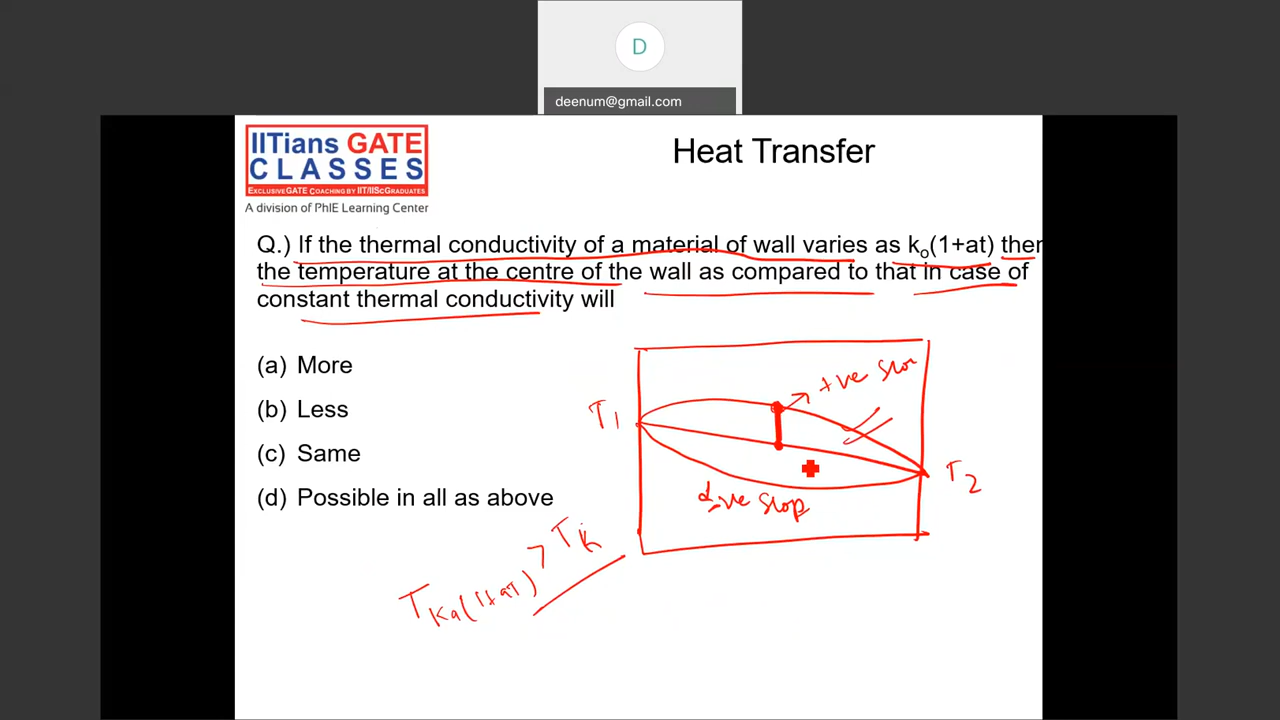 D
deenum@gmail.com
IITians GATE
CLASSES
EXCLUSIVE GATE COACHING BY IIT/IISc GRADUATES
A division of PhIE Learning Center
Heat Transfer
Q.) If the thermal conductivity of a material of wall varies as ko(1+at) then
the temperature at the centre of the wall as compared to that in case of
constant thermal conductivity will
(a) More
(b) Less
(c) Same
(d) Possible in all as above
+ve slo
T1
T2
-ve slop
> TK